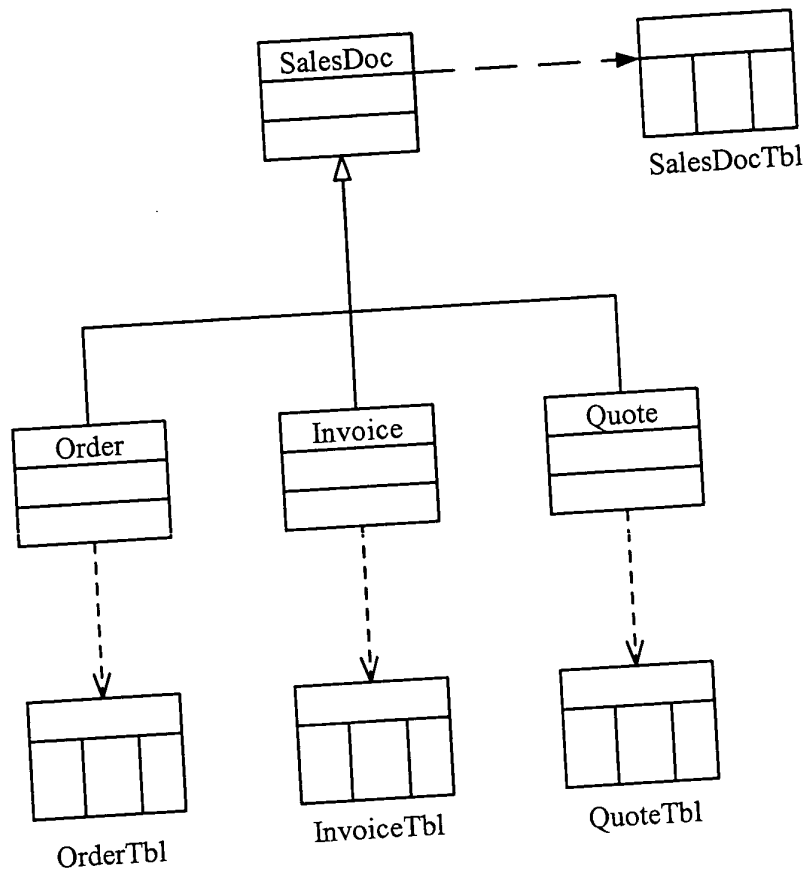 SalesDoc
SalesDocTbl
Order
Invoice
Quote
OrderTbl
InvoiceTbl
QuoteTbl